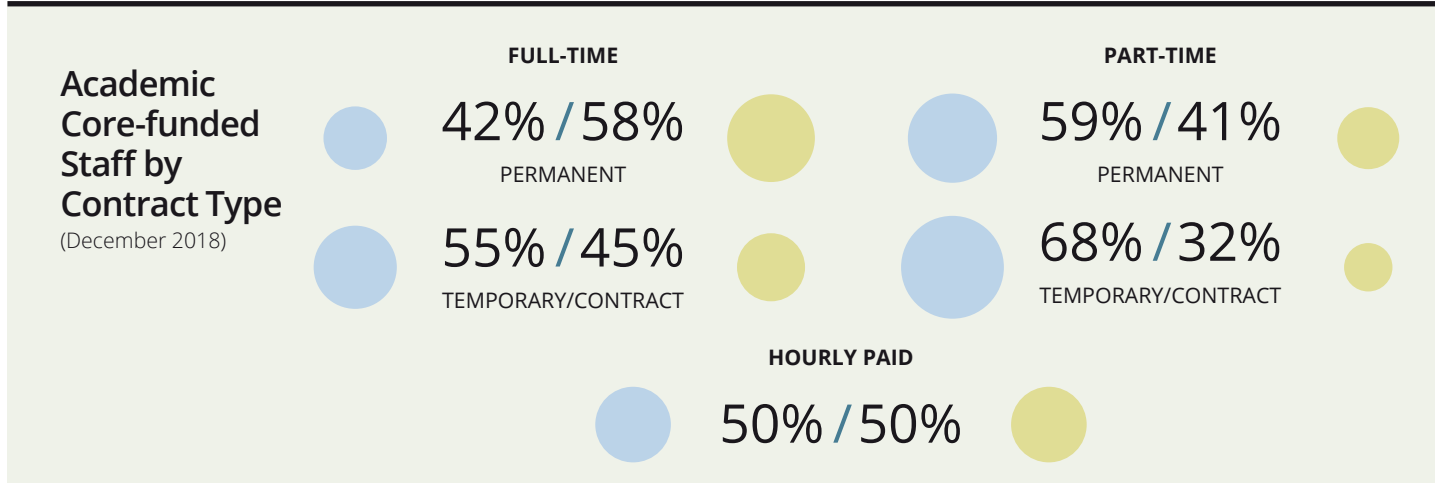 Academic
Core-funded
Staff by
Contract Type
(December 2018)
FULL-TIME
42% / 58%
PERMANENT
55% / 45%
TEMPORARY/CONTRACT
PART-TIME
59% / 41%
PERMANENT
68% / 32%
TEMPORARY/CONTRACT
HOURLY PAID
50% / 50%